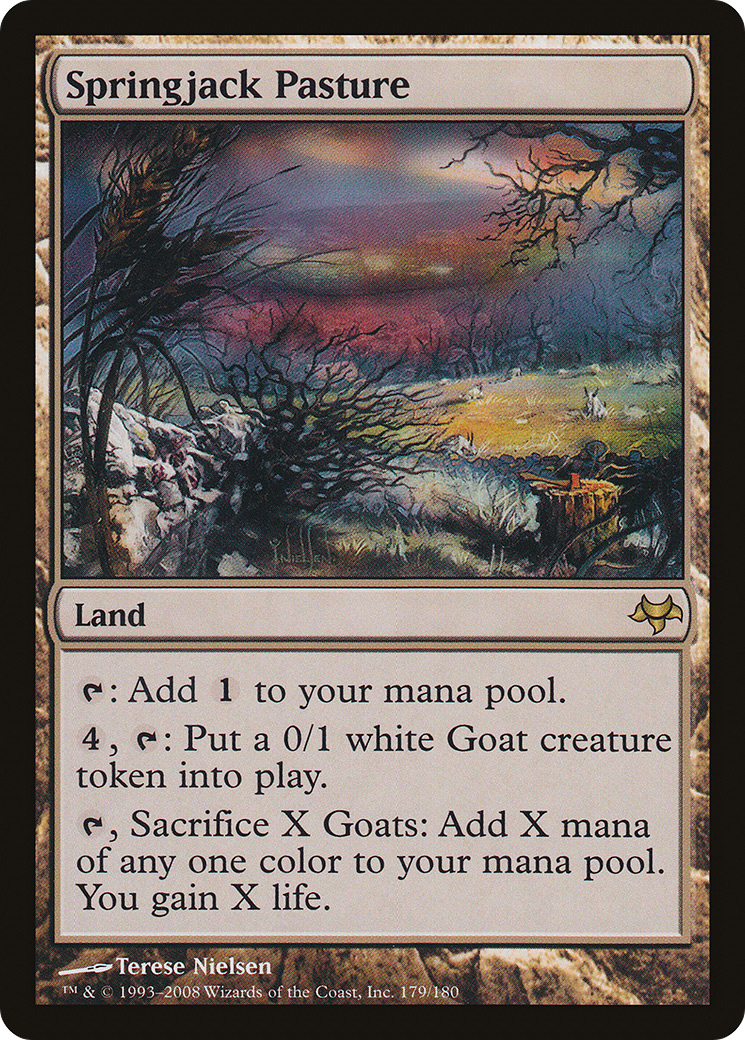 Springjack Pasture
Land
: Add 1 to your mana pool.
4, : Put a 0/1 white Goat creature
token into play.
, Sacrifice X Goats: Add X mana
of any one color to your mana pool.
You gain X life.
Terese Nielsen
™ & © 1993–2008 Wizards of the Coast, Inc. 179/180